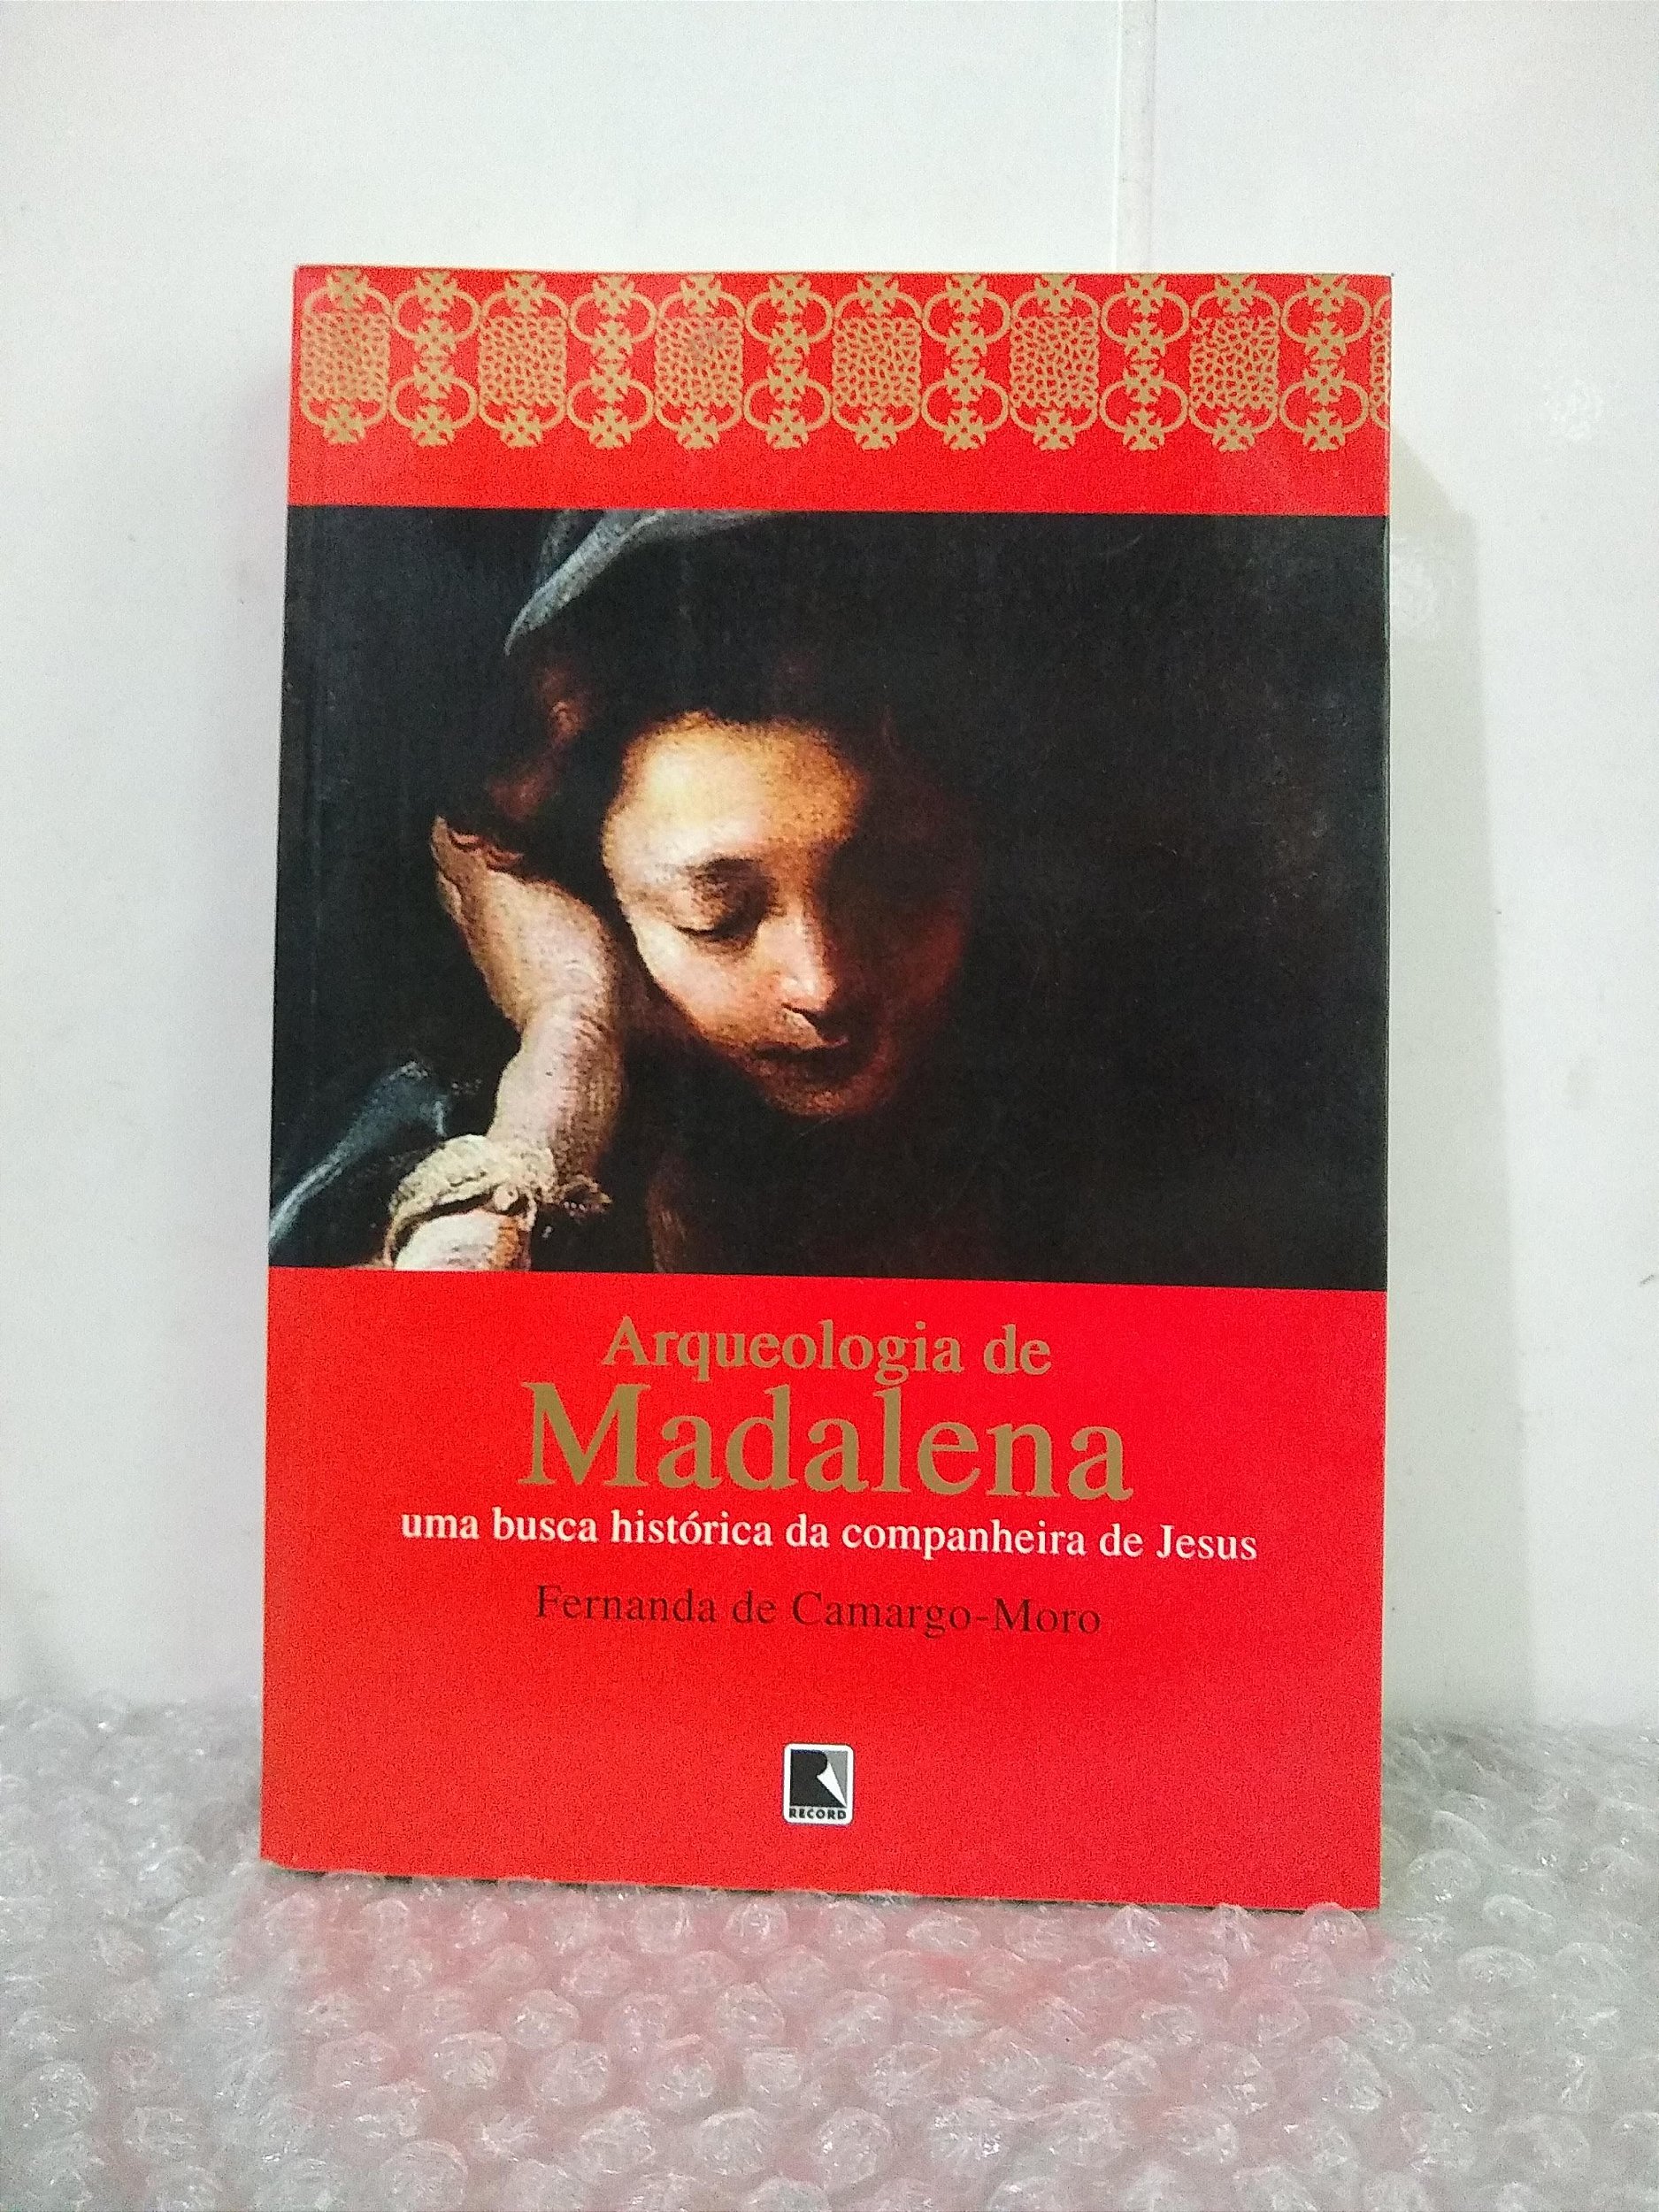 Arqueologia de
Madalena
uma busca histórica da companheira de Jesus
Fernanda de Camargo-Moro
R
RECORD